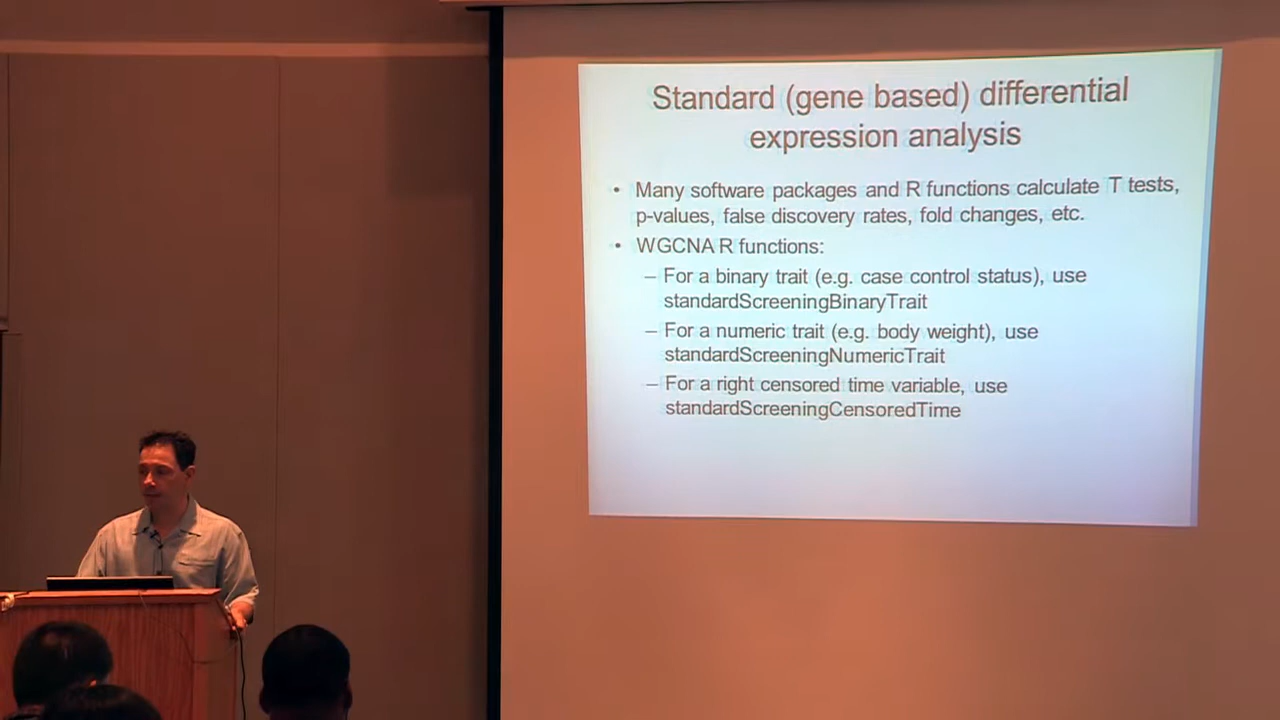 Standard (gene based) differential
expression analysis
• Many software packages and R functions calculate T tests,
p-values, false discovery rates, fold changes, etc.
• WGCNA R functions:
– For a binary trait (e.g. case control status), use
standardScreeningBinaryTrait
– For a numeric trait (e.g. body weight), use
standardScreeningNumericTrait
– For a right censored time variable, use
standardScreeningCensoredTime